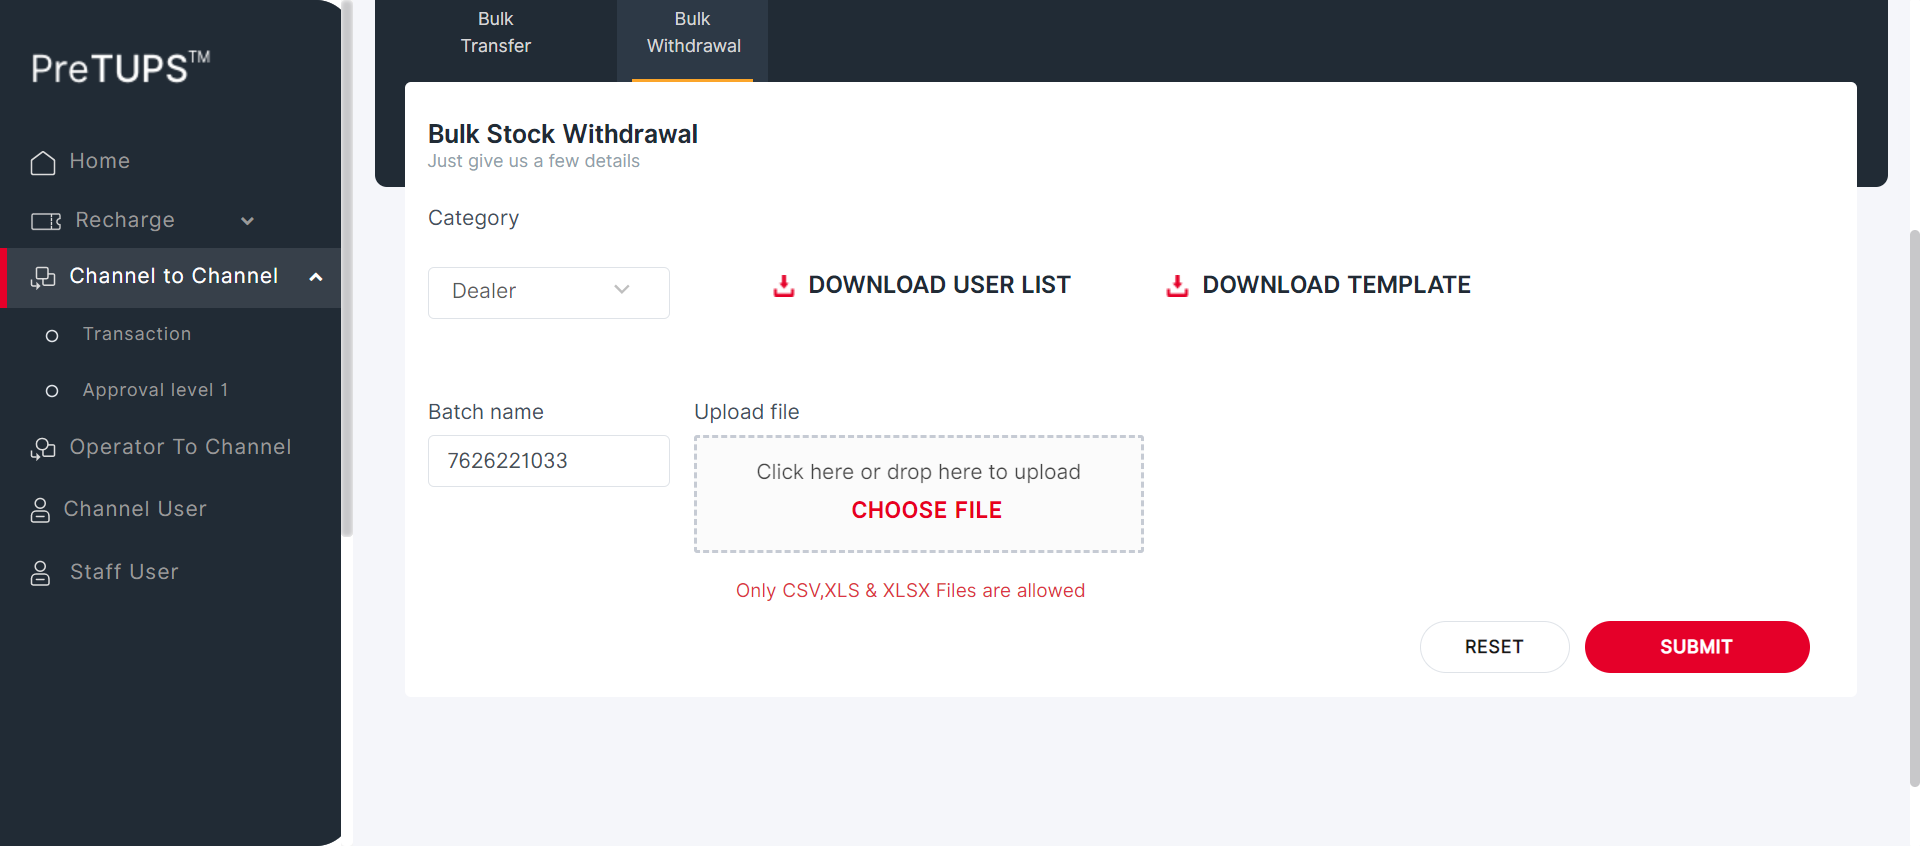 PreTUPS™
Home
Recharge
Channel to Channel
Transaction
Approval level 1
Operator To Channel
Channel User
Staff User
Bulk
Transfer
Bulk
Withdrawal
Bulk Stock Withdrawal
Just give us a few details
Category
Dealer
DOWNLOAD USER LIST
DOWNLOAD TEMPLATE
Batch name
7626221033
Upload file
Click here or drop here to upload
CHOOSE FILE
Only CSV,XLS & XLSX Files are allowed
RESET
SUBMIT